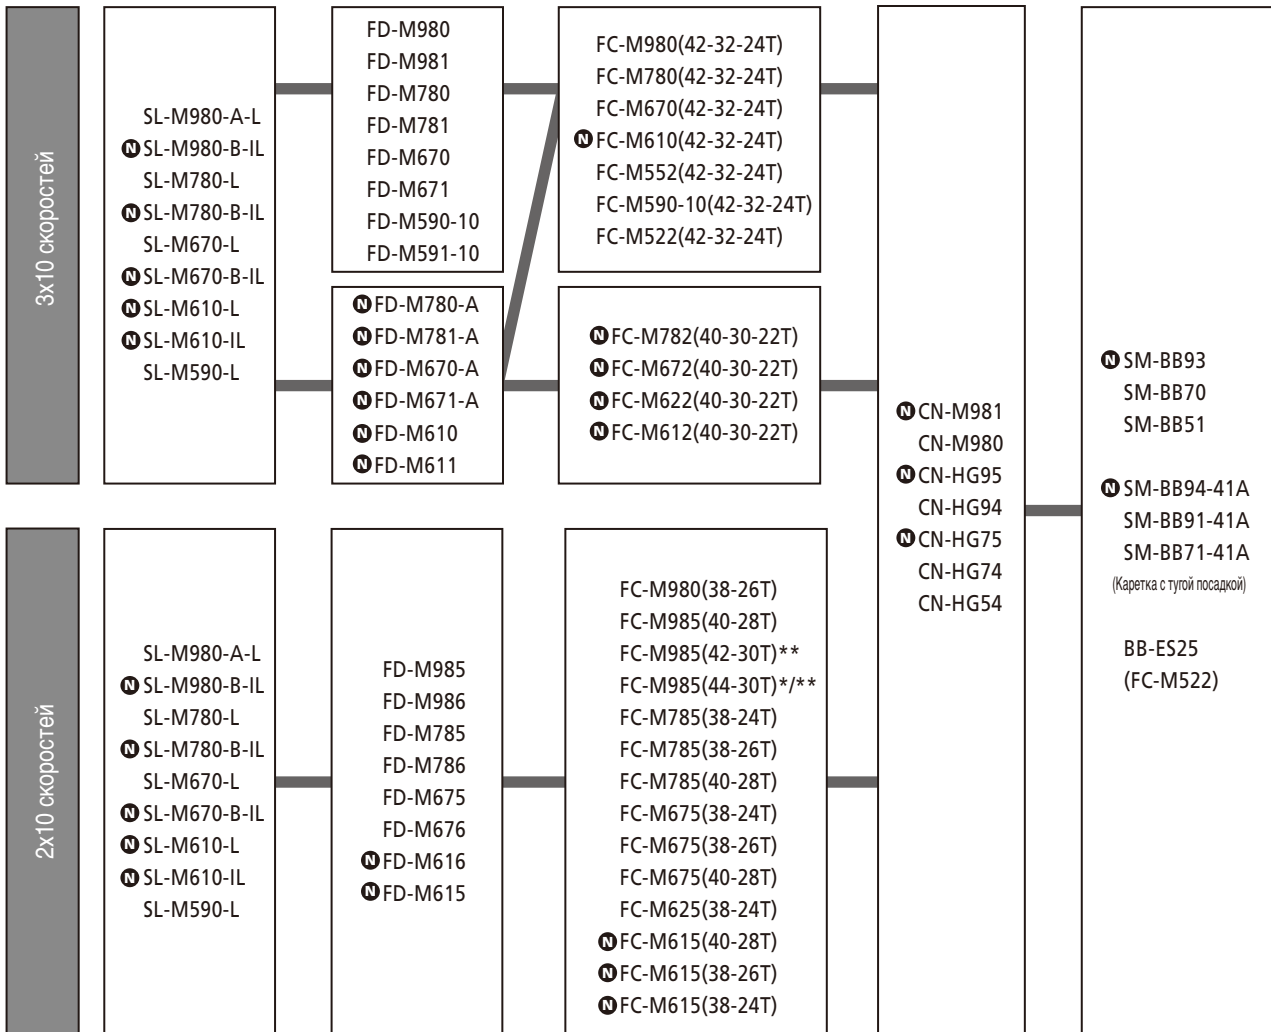 3x10 скоростей
SL-M980-A-L
N SL-M980-B-IL
SL-M780-L
N SL-M780-B-IL
SL-M670-L
N SL-M670-B-IL
N SL-M610-L
N SL-M610-IL
SL-M590-L
FD-M980
FD-M981
FD-M780
FD-M781
FD-M670
FD-M671
FD-M590-10
FD-M591-10
N FD-M780-A
N FD-M781-A
N FD-M670-A
N FD-M671-A
N FD-M610
N FD-M611
FC-M980(42-32-24T)
FC-M780(42-32-24T)
FC-M670(42-32-24T)
N FC-M610(42-32-24T)
FC-M552(42-32-24T)
FC-M590-10(42-32-24T)
FC-M522(42-32-24T)
N FC-M782(40-30-22T)
N FC-M672(40-30-22T)
N FC-M622(40-30-22T)
N FC-M612(40-30-22T)
2x10 скоростей
SL-M980-A-L
N SL-M980-B-IL
SL-M780-L
N SL-M780-B-IL
SL-M670-L
N SL-M670-B-IL
N SL-M610-L
N SL-M610-IL
SL-M590-L
FD-M985
FD-M986
FD-M785
FD-M786
FD-M675
FD-M676
N FD-M616
N FD-M615
FC-M980(38-26T)
FC-M985(40-28T)
FC-M985(42-30T)**
FC-M985(44-30T)*/**
FC-M785(38-24T)
FC-M785(38-26T)
FC-M785(40-28T)
FC-M675(38-24T)
FC-M675(38-26T)
FC-M675(40-28T)
FC-M625(38-24T)
N FC-M615(40-28T)
N FC-M615(38-26T)
N FC-M615(38-24T)
N CN-M981
CN-M980
N CN-HG95
CN-HG94
N CN-HG75
CN-HG74
CN-HG54
N SM-BB93
SM-BB70
SM-BB51
N SM-BB94-41A
SM-BB91-41A
SM-BB71-41A
(Каретка с тугой посадкой)
BB-ES25
(FC-M522)